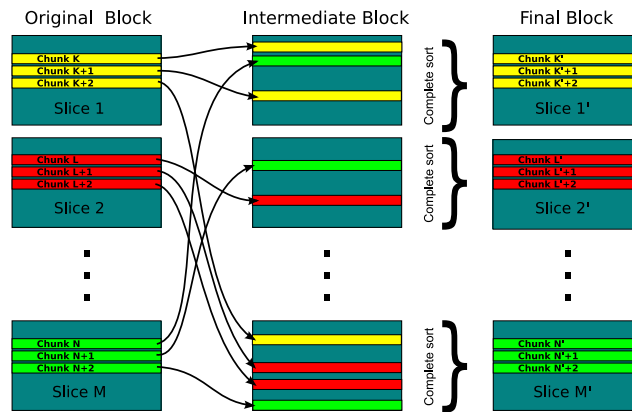 Original Block
Intermediate Block
Final Block
Chunk K
Chunk K+1
Chunk K+2
Slice 1
Complete sort
Chunk K'
Chunk K'+1
Chunk K'+2
Slice 1'
Chunk L
Chunk L+1
Chunk L+2
Slice 2
Complete sort
Chunk L'
Chunk L'+1
Chunk L'+2
Slice 2'
Chunk N
Chunk N+1
Chunk N+2
Slice M
Complete sort
Chunk N'
Chunk N'+1
Chunk N'+2
Slice M'